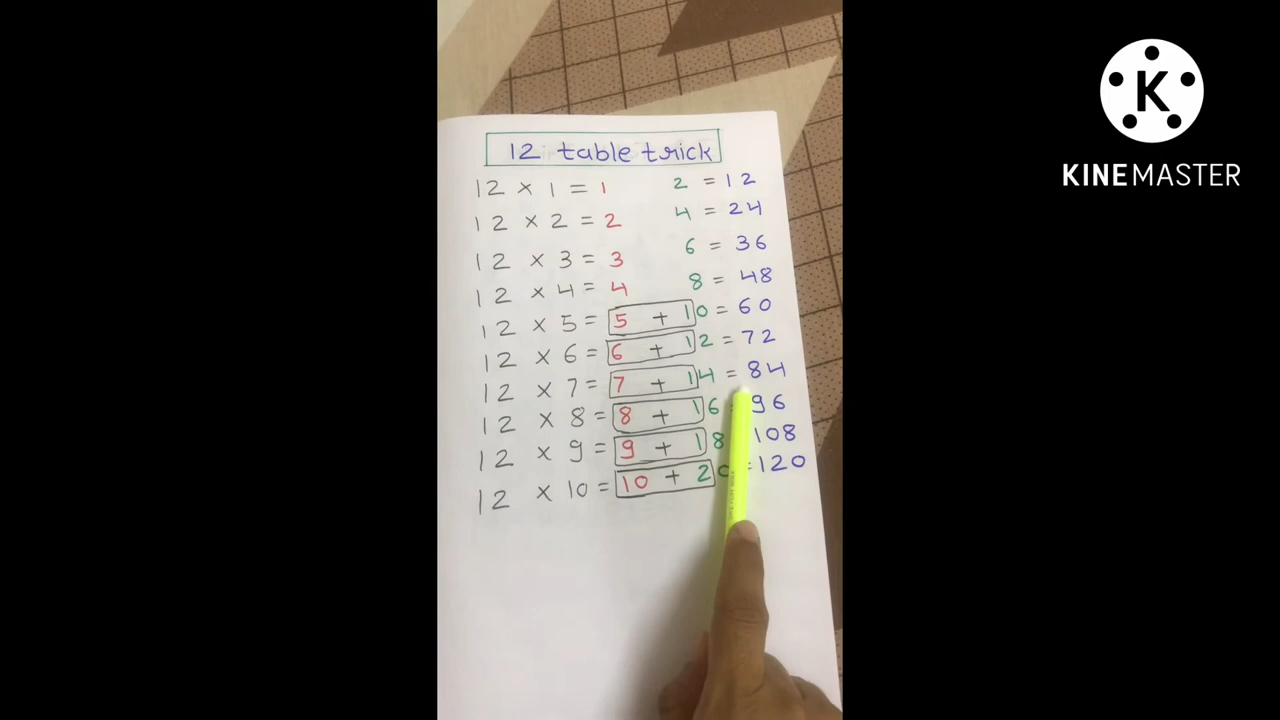 12 table trick
12 × 1 = 1 2 = 12
12 × 2 = 2 4 = 24
12 × 3 = 3 6 = 36
12 × 4 = 4 8 = 48
12 × 5 = 5 + 10 = 60
12 × 6 = 6 + 12 = 72
12 × 7 = 7 + 14 = 84
12 × 8 = 8 + 16 = 96
12 × 9 = 9 + 18 108
12 × 10 = 10 + 20 = 120
K
KINEMASTER